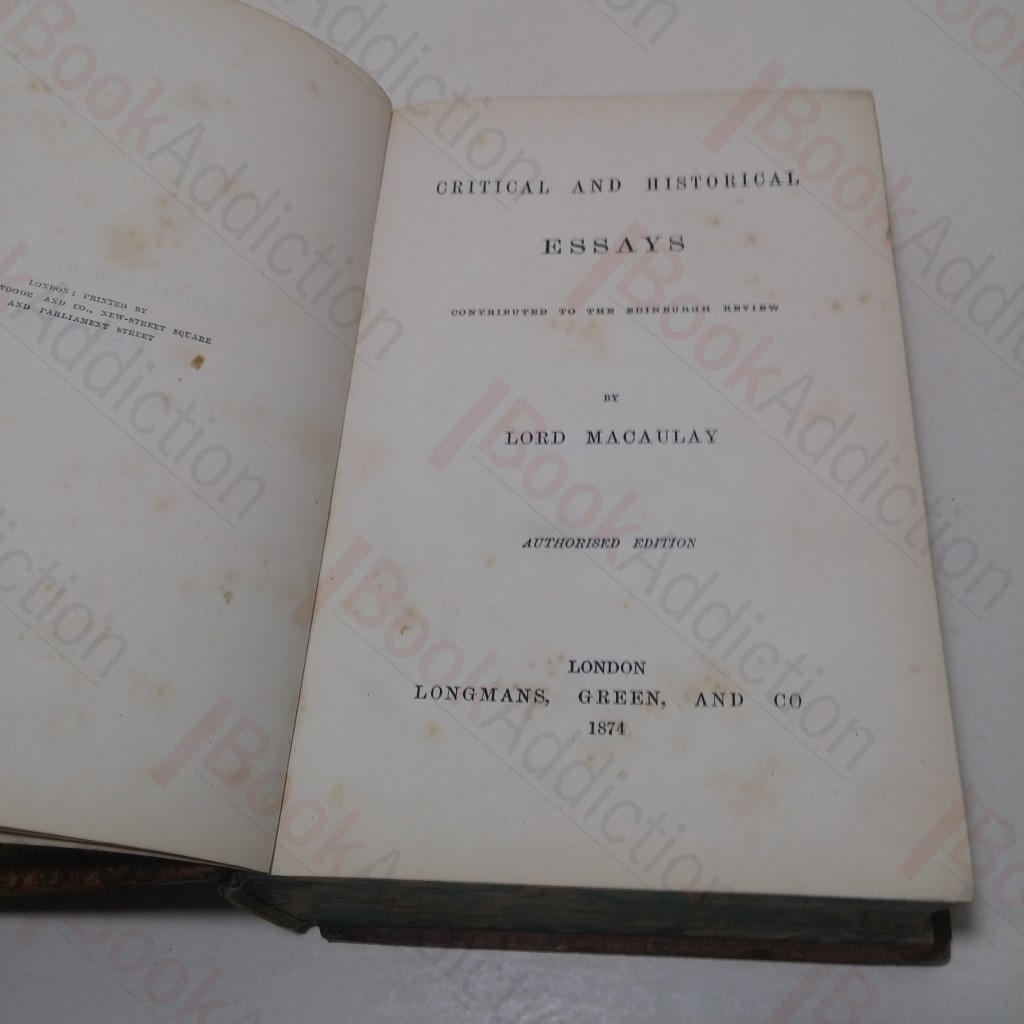 LONDON: PRINTED BY
WOODE AND CO., NEW-STREET SQUARE
AND PARLIAMENT STREET
CRITICAL AND HISTORICAL
ESSAYS
CONTRIBUTED TO THE EDINBURGH REVIEW
BY
LORD MACAULAY
AUTHORISED EDITION
LONDON
LONGMANS, GREEN, AND CO
1874
BookAddiction